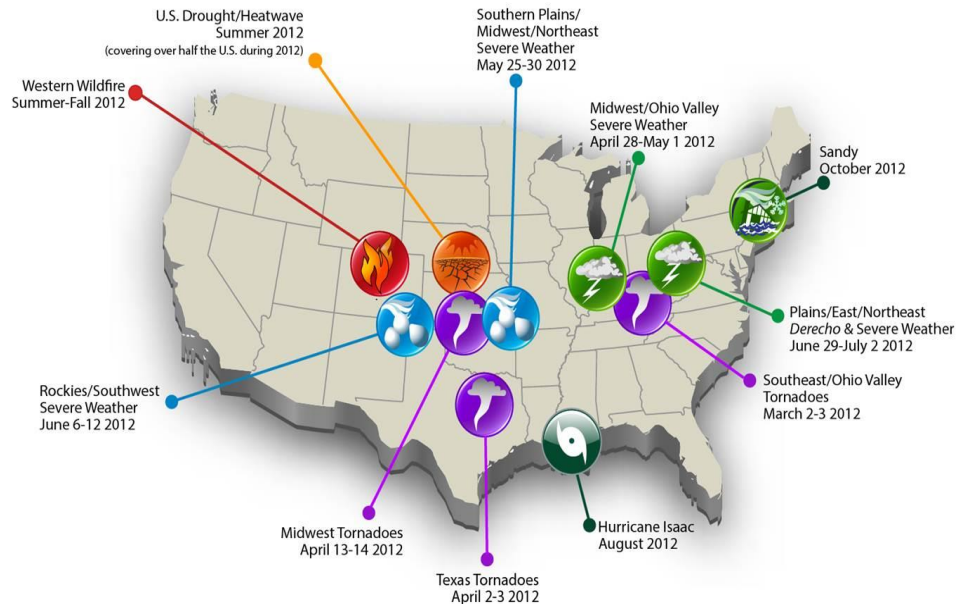 U.S. Drought/Heatwave
Summer 2012
(covering over half the U.S. during 2012)
Southern Plains/
Midwest/Northeast
Severe Weather
May 25-30 2012
Western Wildfire
Summer-Fall 2012
Midwest/Ohio Valley
Severe Weather
April 28-May 1 2012
Sandy
October 2012
Plains/East/Northeast
Derecho & Severe Weather
June 29-July 2 2012
Southeast/Ohio Valley
Tornadoes
March 2-3 2012
Rockies/Southwest
Severe Weather
June 6-12 2012
Midwest Tornadoes
April 13-14 2012
Hurricane Isaac
August 2012
Texas Tornadoes
April 2-3 2012